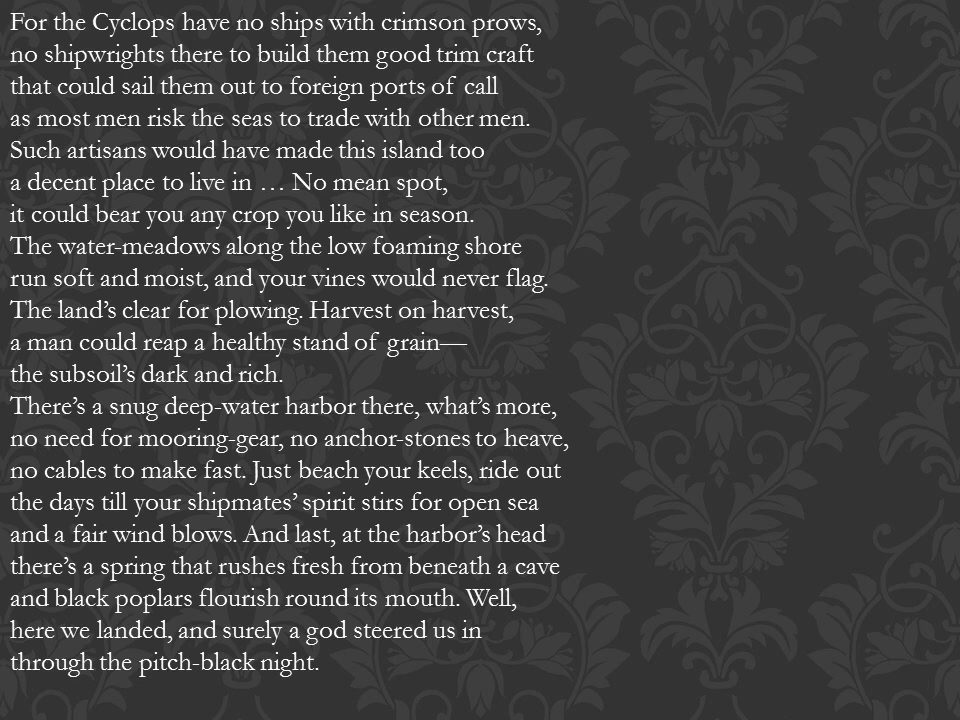 For the Cyclops have no ships with crimson prows,
no shipwrights there to build them good trim craft
that could sail them out to foreign ports of call
as most men risk the seas to trade with other men.
Such artisans would have made this island too
a decent place to live in … No mean spot,
it could bear you any crop you like in season.
The water-meadows along the low foaming shore
run soft and moist, and your vines would never flag.
The land’s clear for plowing. Harvest on harvest,
a man could reap a healthy stand of grain—
the subsoil’s dark and rich.
There’s a snug deep-water harbor there, what’s more,
no need for mooring-gear, no anchor-stones to heave,
no cables to make fast. Just beach your keels, ride out
the days till your shipmates’ spirit stirs for open sea
and a fair wind blows. And last, at the harbor’s head
there’s a spring that rushes fresh from beneath a cave
and black poplars flourish round its mouth. Well,
here we landed, and surely a god steered us in
through the pitch-black night.